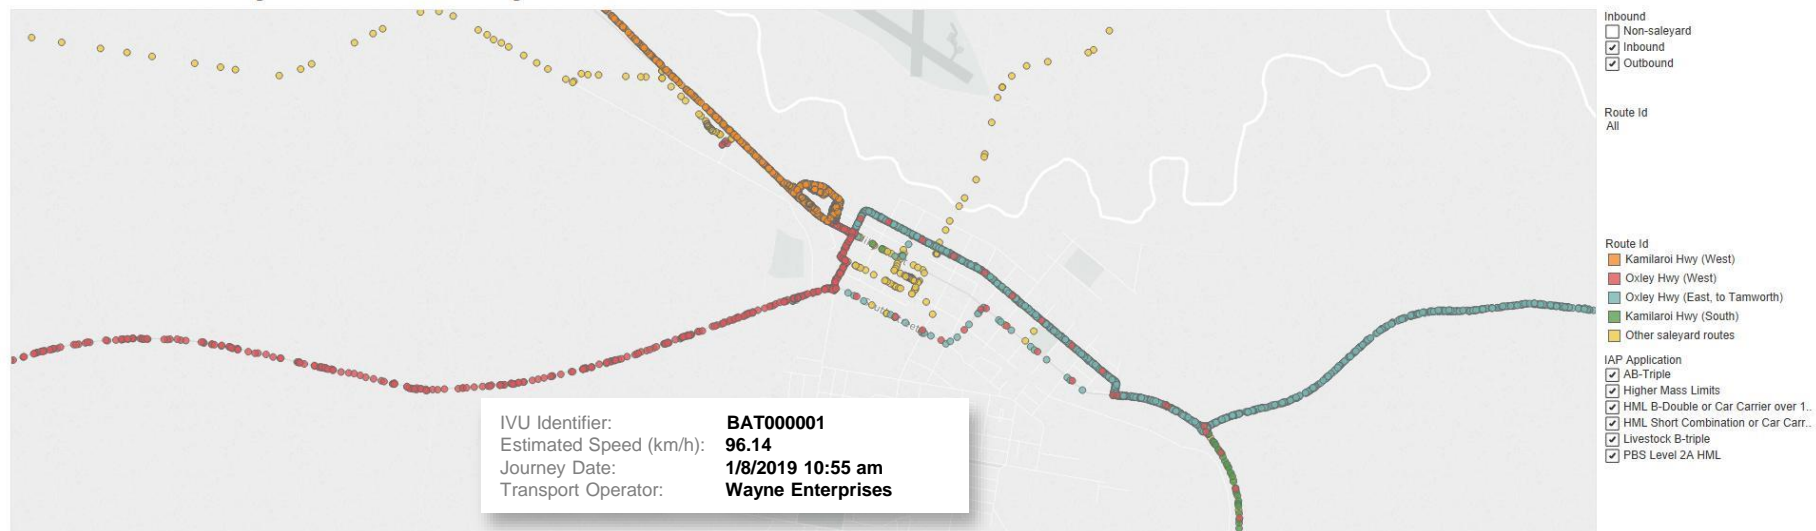 Inbound
Non-saleyard
Inbound
Outbound
Route Id
All
Route Id
Kamilaroi Hwy (West)
Oxley Hwy (West)
Oxley Hwy (East, to Tamworth)
Kamilaroi Hwy (South)
Other saleyard routes
IAP Application
AB-Triple
Higher Mass Limits
HML B-Double or Car Carrier over 1..
HML Short Combination or Car Carr..
Livestock B-triple
PBS Level 2A HML
IVU Identifier: BAT000001
Estimated Speed (km/h): 96.14
Journey Date: 1/8/2019 10:55 am
Transport Operator: Wayne Enterprises